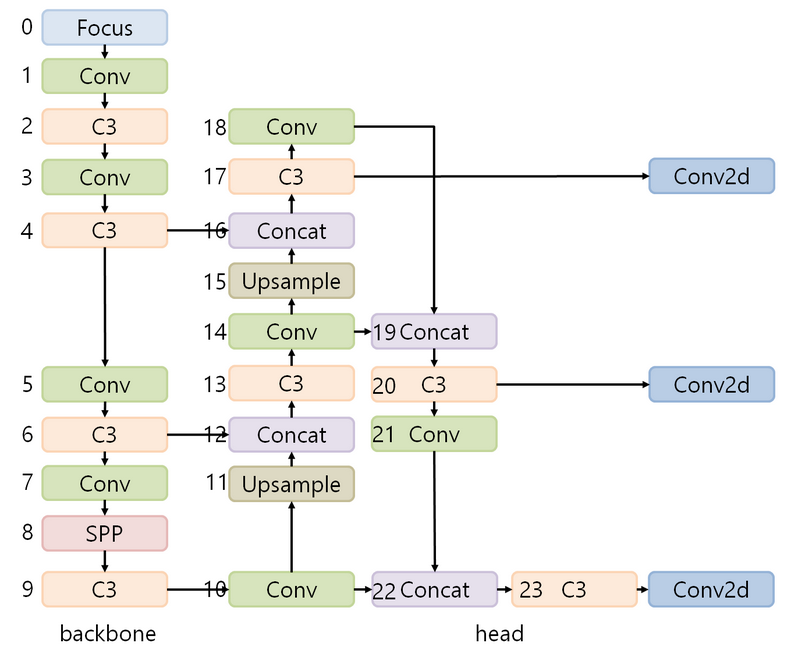 0 Focus
1 Conv
2 C3
18 Conv
3 Conv
17 C3
Conv2d
4 C3
16 Concat
15 Upsample
14 Conv
19 Concat
5 Conv
13 C3
20 C3
Conv2d
6 C3
12 Concat
21 Conv
7 Conv
11 Upsample
8 SPP
9 C3
10 Conv
22 Concat
23 C3
Conv2d
backbone
head